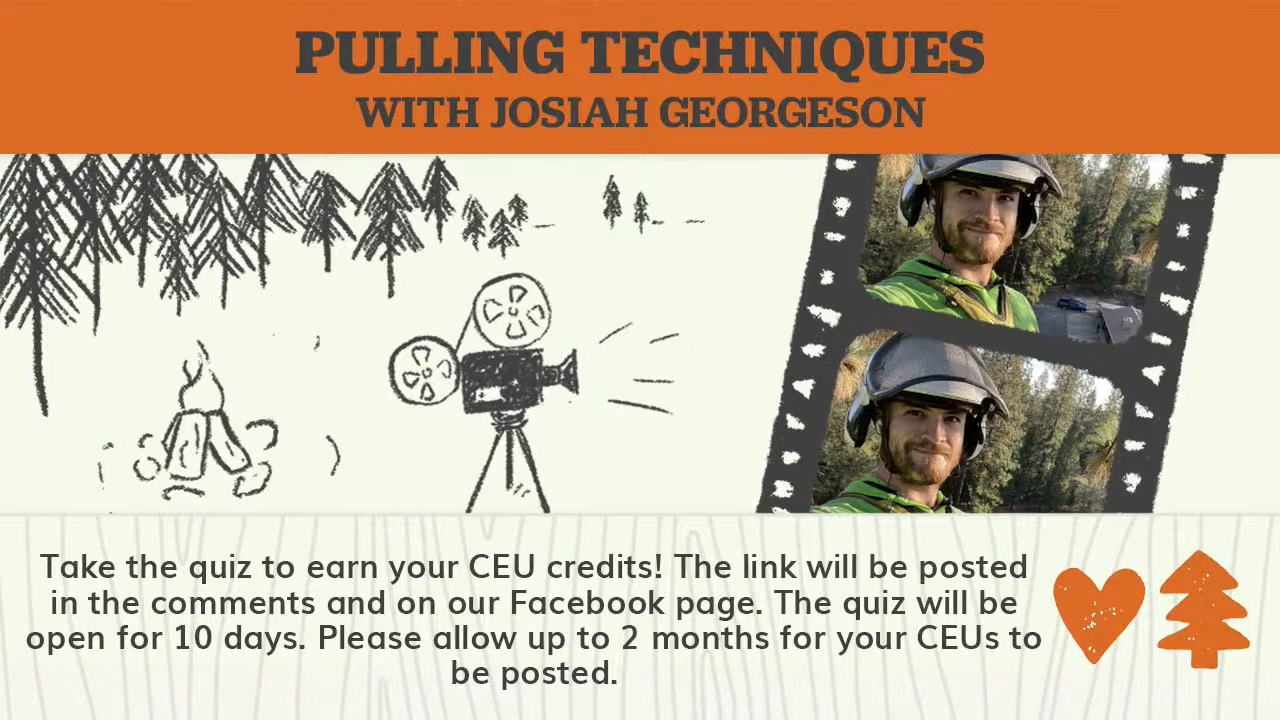 PULLING TECHNIQUES
WITH JOSIAH GEORGESON
Take the quiz to earn your CEU credits! The link will be posted
in the comments and on our Facebook page. The quiz will be
open for 10 days. Please allow up to 2 months for your CEUs to
be posted.